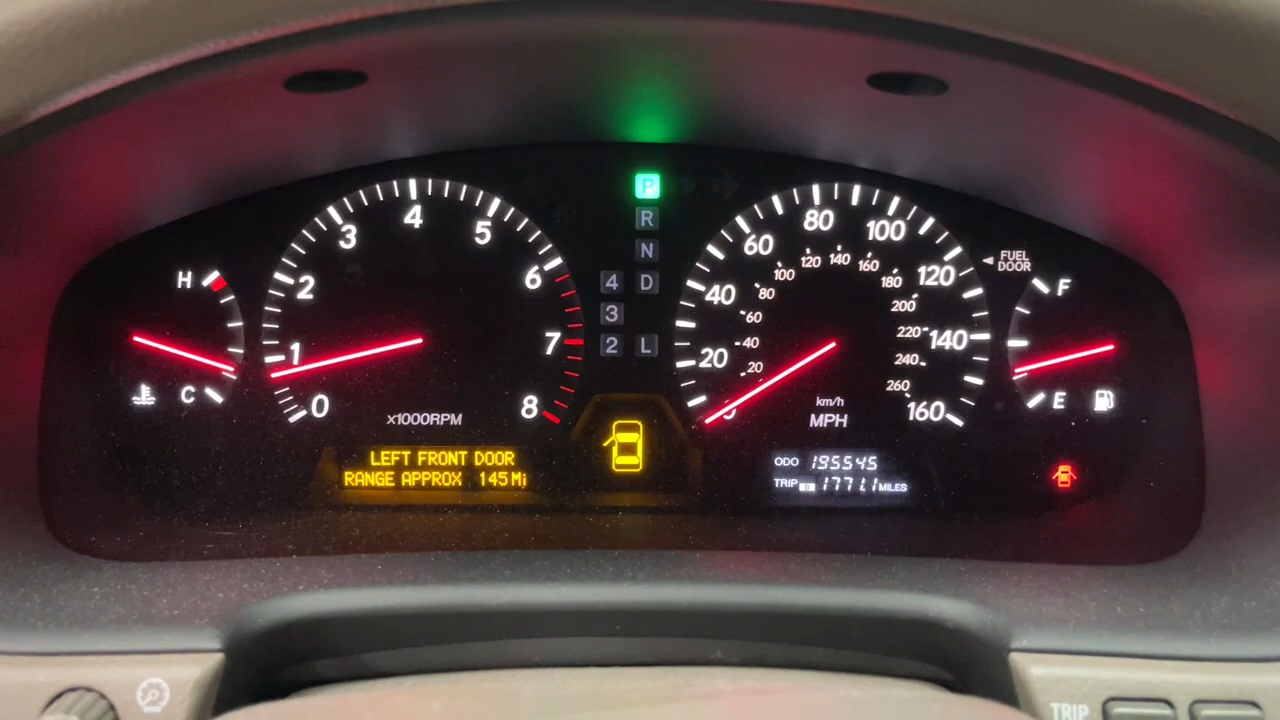 H
C
0
1
2
3
4
5
6
7
8
x1000RPM
LEFT FRONT DOOR
RANGE APPROX 145 Mi
P
R
N
4 D
3
2 L
20
40
60
80
100
120
140
160
20
40
60
80
100
120
140
160
180
200
220
240
260
km/h
MPH
ODO 195545
TRIP B 1771.1 MILES
FUEL
DOOR
F
E
TRIP